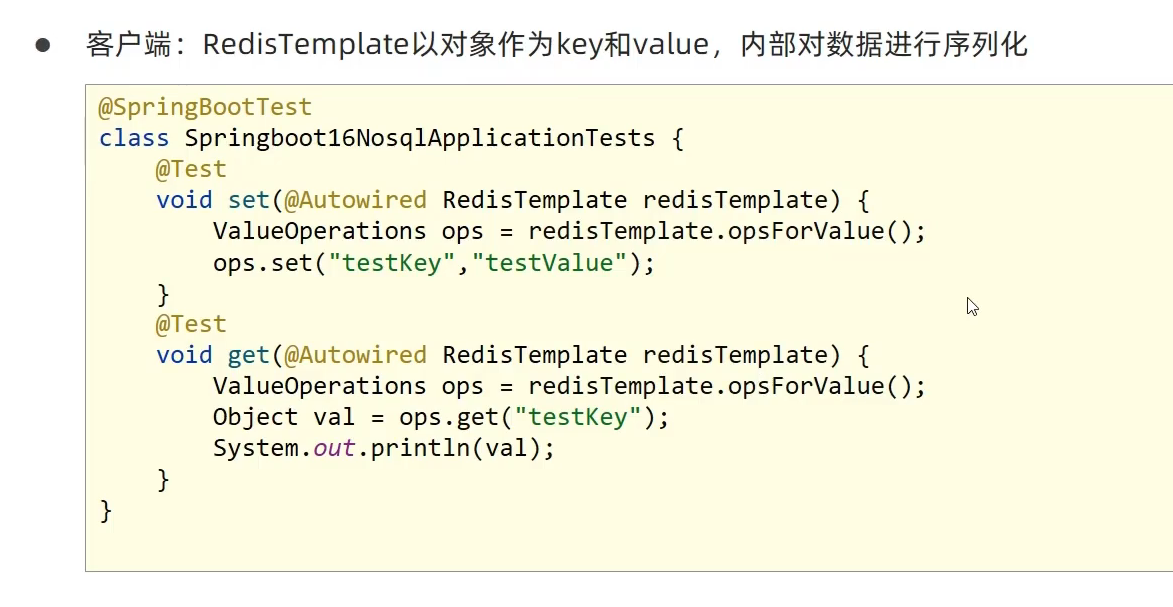 ● 客户端：RedisTemplate以对象作为key和value，内部对数据进行序列化
@SpringBootTest
class Springboot16NosqlApplicationTests {
    @Test
    void set(@Autowired RedisTemplate redisTemplate) {
        ValueOperations ops = redisTemplate.opsForValue();
        ops.set("testKey","testValue");
    }
    @Test
    void get(@Autowired RedisTemplate redisTemplate) {
        ValueOperations ops = redisTemplate.opsForValue();
        Object val = ops.get("testKey");
        System.out.println(val);
    }
}